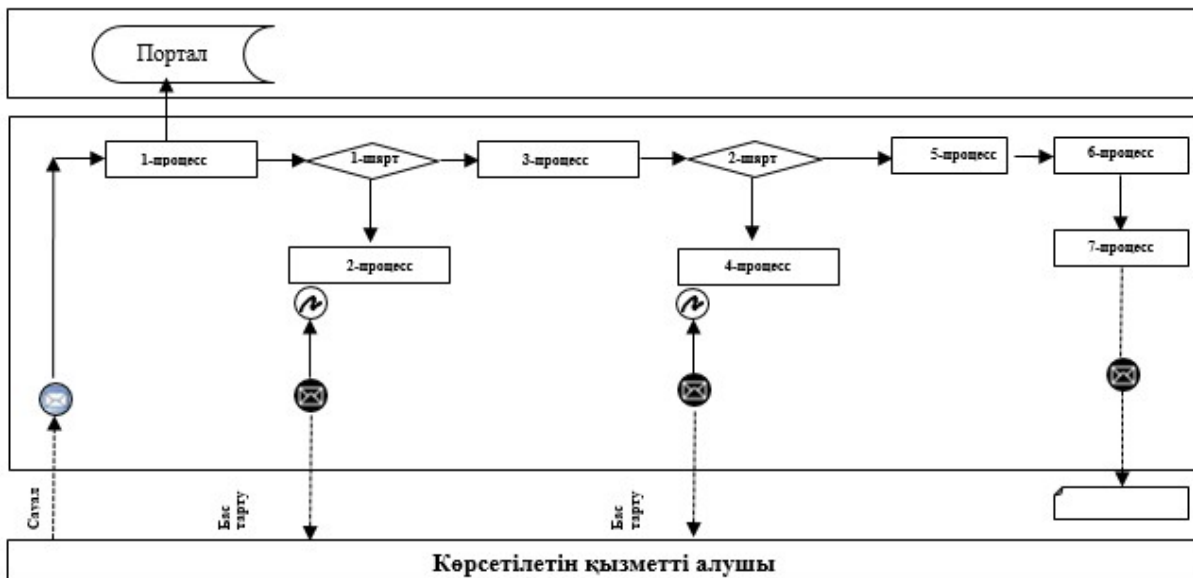 Портал
1-процесс
1-шарт
3-процесс
2-шарт
5-процесс
6-процесс
2-процесс
4-процесс
7-процесс
Сауал
Бас
тарту
Бас
тарту
Көрсетілетін қызметті алушы